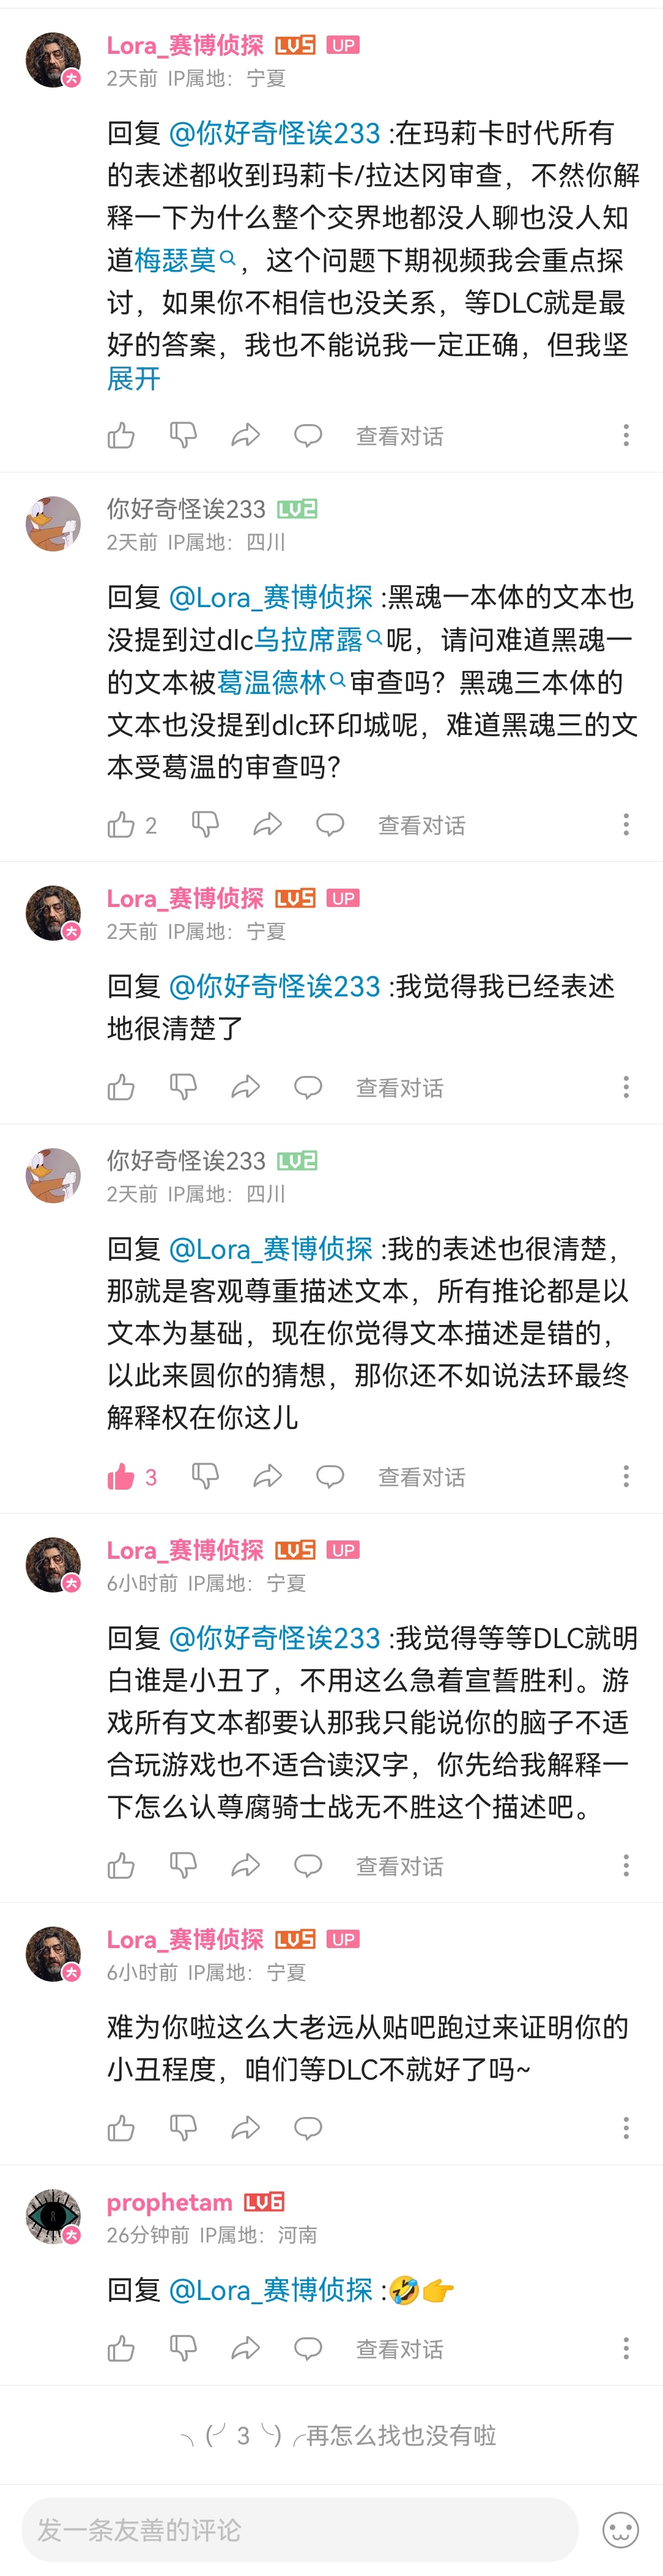 Lora_赛博侦探 LV5 UP
2天前 IP属地：宁夏
回复 @你好奇怪诶233 :在玛莉卡时代所有
的表述都收到玛莉卡/拉达冈审查，不然你解
释一下为什么整个交界地都没人聊也没人知
道梅瑟莫，这个问题下期视频我会重点探
讨，如果你不相信也没关系，等DLC就是最
好的答案，我也不能说我一定正确，但我坚
展开
查看对话
你好奇怪诶233 LV2
2天前 IP属地：四川
回复 @Lora_赛博侦探 :黑魂一本体的文本也
没提到过dlc乌拉席露呢，请问难道黑魂一
的文本被葛温德林审查吗？黑魂三本体的
文本也没提到dlc环印城呢，难道黑魂三的文
本受葛温的审查吗？
2 查看对话
Lora_赛博侦探 LV5 UP
2天前 IP属地：宁夏
回复 @你好奇怪诶233 :我觉得我已经表述
地很清楚了
查看对话
你好奇怪诶233 LV2
2天前 IP属地：四川
回复 @Lora_赛博侦探 :我的表述也很清楚，
那就是客观尊重描述文本，所有推论都是以
文本为基础，现在你觉得文本描述是错的，
以此来圆你的猜想，那你还不如说法环最终
解释权在你这儿
3 查看对话
Lora_赛博侦探 LV5 UP
6小时前 IP属地：宁夏
回复 @你好奇怪诶233 :我觉得等等DLC就明
白谁是小丑了，不用这么急着宣誓胜利。游
戏所有文本都要认那我只能说你的脑子不适
合玩游戏也不适合读汉字，你先给我解释一
下怎么认尊腐骑士战无不胜这个描述吧。
查看对话
Lora_赛博侦探 LV5 UP
6小时前 IP属地：宁夏
难为你啦这么大老远从贴吧跑过来证明你的
小丑程度，咱们等DLC不就好了吗~
prophetam LV6
26分钟前 IP属地：河南
回复 @Lora_赛博侦探 :🤣👉
查看对话
╮(╯3╰)╭再怎么找也没有啦
发一条友善的评论